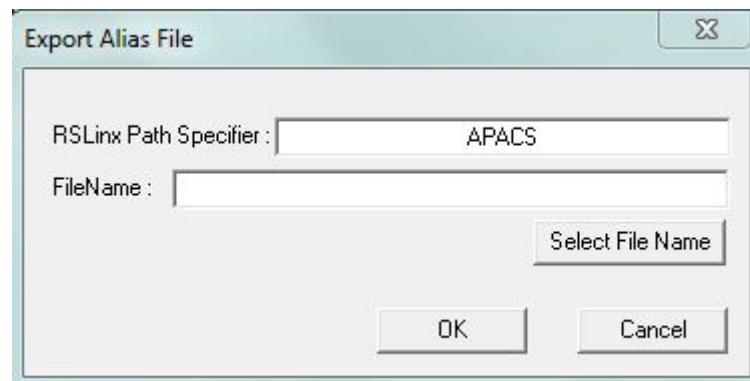 Export Alias File
RSLinx Path Specifier : APACS
FileName :
Select File Name
OK Cancel